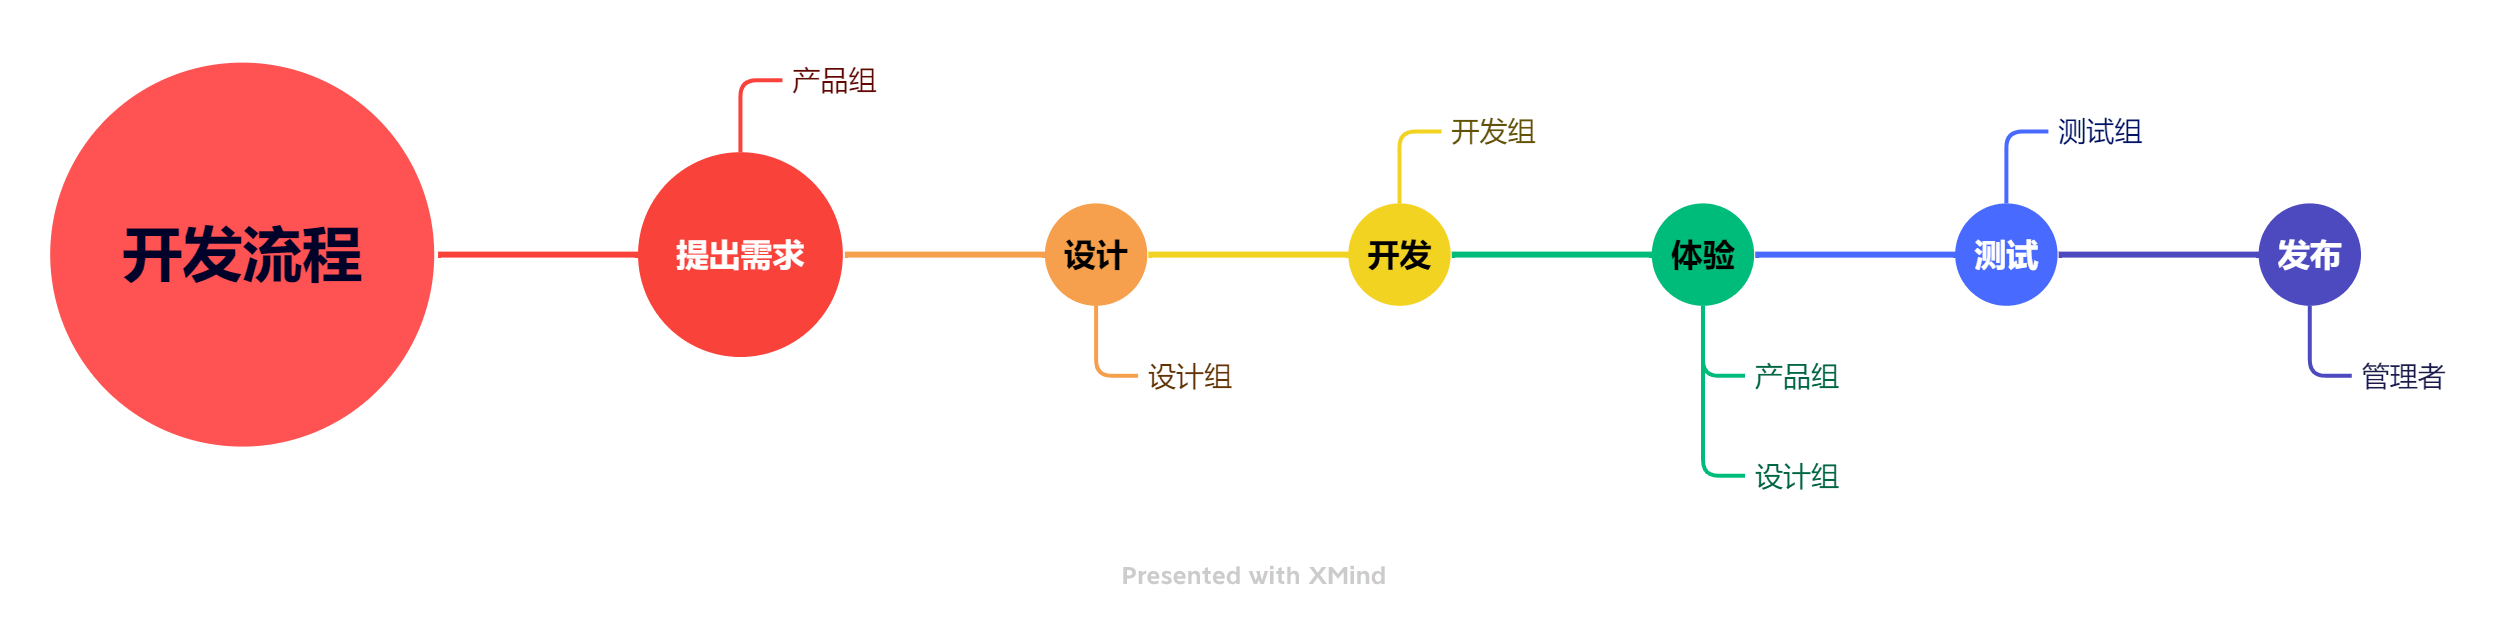 开发流程
提出需求
产品组
设计
设计组
开发
开发组
体验
产品组
设计组
测试
测试组
发布
管理者
Presented with XMind